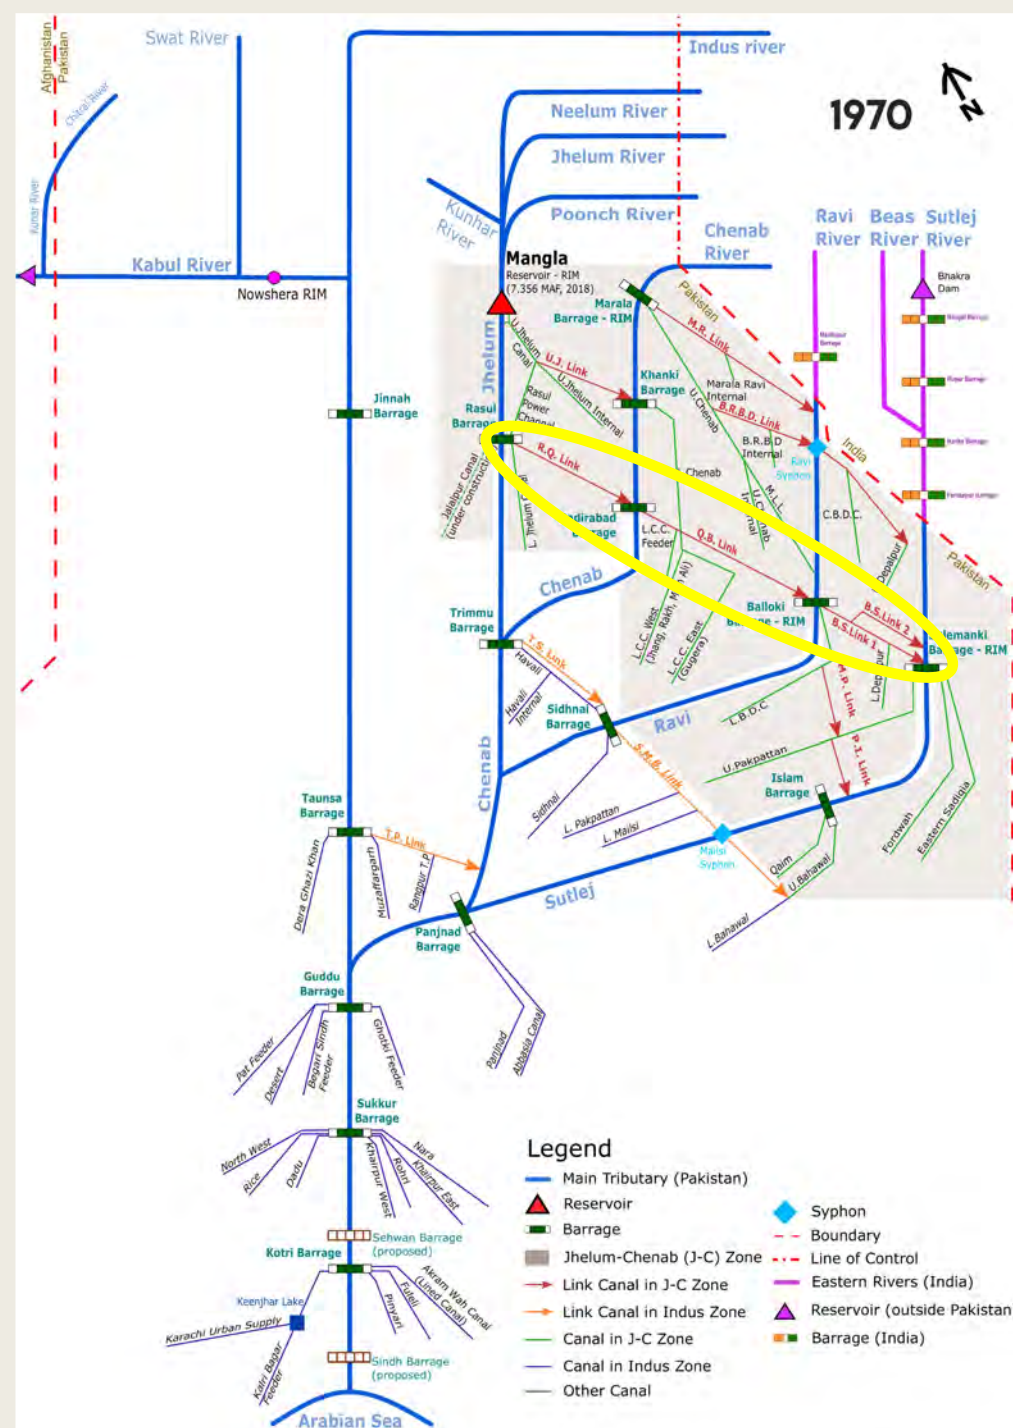 Afghanistan
Pakistan
Swat River
Indus river
Chitral River
Neelum River
1970
N
Jhelum River
Kunar River
Kunhar
River
Poonch River
Chenab
River
Ravi
River
Beas
River
Sutlej
River
Kabul River
Nowshera RIM
Mangla
Reservoir - RIM
(7.356 MAF, 2018)
Marala
Barrage - RIM
Pakistan
India
Bhakra
Dam
Jhelum
U.Jhelum
Canal
U.J. Link
U.Jhelum Internal
M.R. Link
Khanki
Barrage
Marala Ravi
Internal
Jinnah
Barrage
Rasul
Barrage
Rasul
Power
Channel
U.Chenab
B.R.B.D. Link
B.R.B.D
Internal
Ravi
Syphon
R.Q. Link
Chenab
M.L.L
Jalalpur Canal
(under construction)
L. Jhelum
Barrage
L.C.C.
Feeder
Q.B. Link
Internal
C.B.D.C.
Depalpur
Pakistan
Chenab
Trimmu
Barrage
Balloki
- RIM
B.S.Link 2
B.S.Link 1
Barrage - RIM
L.C.C. West
L.C.C. East
(Gugera)
T.S. Link
Havali
Havali
Internal
Sidhnai
Barrage
Ravi
L.B.D.C
M.P. Link
L.Depalpur
U.Pakpattan
P.I. Link
Chenab
S.M.B. Link
Islam
Barrage
Sidhnai
L. Pakpattan
L. Mailsi
Mailsi
Syphon
Fordwah
Eastern Sadiqia
Taunsa
Barrage
T.P. Link
Dera Ghazi Khan
Muzaffargarh
Rangpur T.P.
Qaim
U.Bahawal
Sutlej
L.Bahawal
Panjnad
Barrage
Panjnad
Abbasia Canal
Guddu
Barrage
Pat Feeder
Desert
Begari Sindh
Feeder
Ghotki Feeder
Sukkur
Barrage
North West
Rice
Dadu
Khairpur West
Rohri
Khairpur East
Nara
Sehwan Barrage
(proposed)
Kotri Barrage
Keenjhar Lake
Karachi Urban Supply
Kalri Bagar
Feeder
Pinyari
Fuleli
Akram Wah Canal
(Lined Canal)
Sindh Barrage
(proposed)
Arabian Sea
Legend
Main Tributary (Pakistan)
Reservoir
Barrage
Jhelum-Chenab (J-C) Zone
Link Canal in J-C Zone
Link Canal in Indus Zone
Canal in J-C Zone
Canal in Indus Zone
Other Canal
Syphon
Boundary
Line of Control
Eastern Rivers (India)
Reservoir (outside Pakistan
Barrage (India)